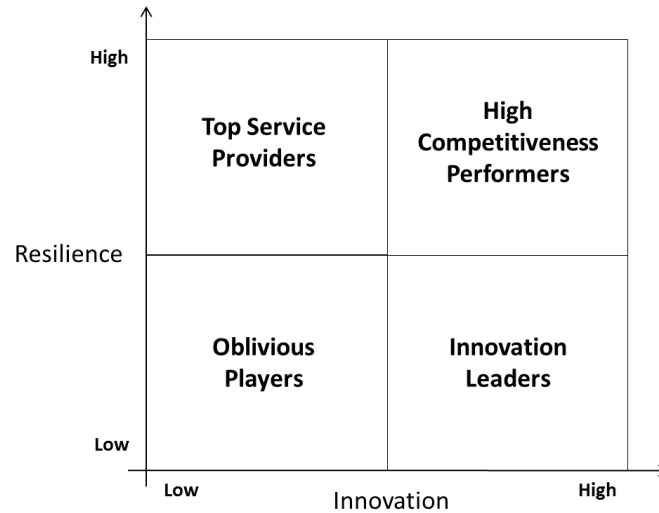 High
Top Service
Providers
High
Competitiveness
Performers
Resilience
Oblivious
Players
Innovation
Leaders
Low
Low
Innovation
High